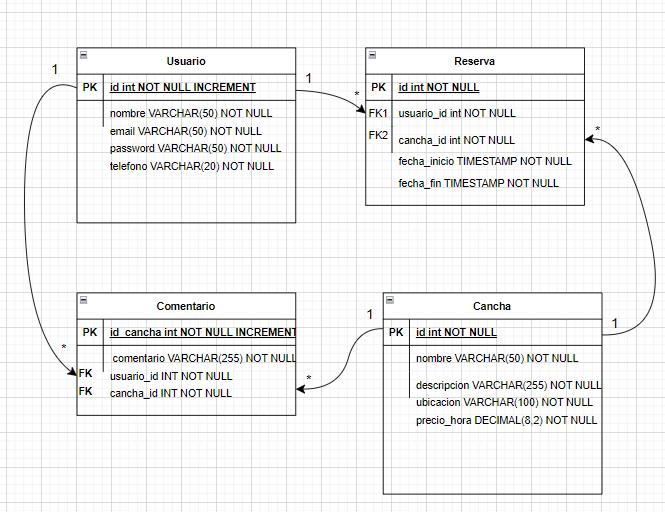 Usuario
PK id int NOT NULL INCREMENT
nombre VARCHAR(50) NOT NULL
email VARCHAR(50) NOT NULL
password VARCHAR(50) NOT NULL
telefono VARCHAR(20) NOT NULL
1
1
*
Reserva
PK id int NOT NULL
FK1 usuario_id int NOT NULL
FK2 cancha_id int NOT NULL
fecha_inicio TIMESTAMP NOT NULL
fecha_fin TIMESTAMP NOT NULL
*
Comentario
PK id_cancha int NOT NULL INCREMENT
comentario VARCHAR(255) NOT NULL
FK usuario_id INT NOT NULL
FK cancha_id INT NOT NULL
*
*
1
Cancha
PK id int NOT NULL
nombre VARCHAR(50) NOT NULL
descripcion VARCHAR(255) NOT NULL
ubicacion VARCHAR(100) NOT NULL
precio_hora DECIMAL(8,2) NOT NULL
1